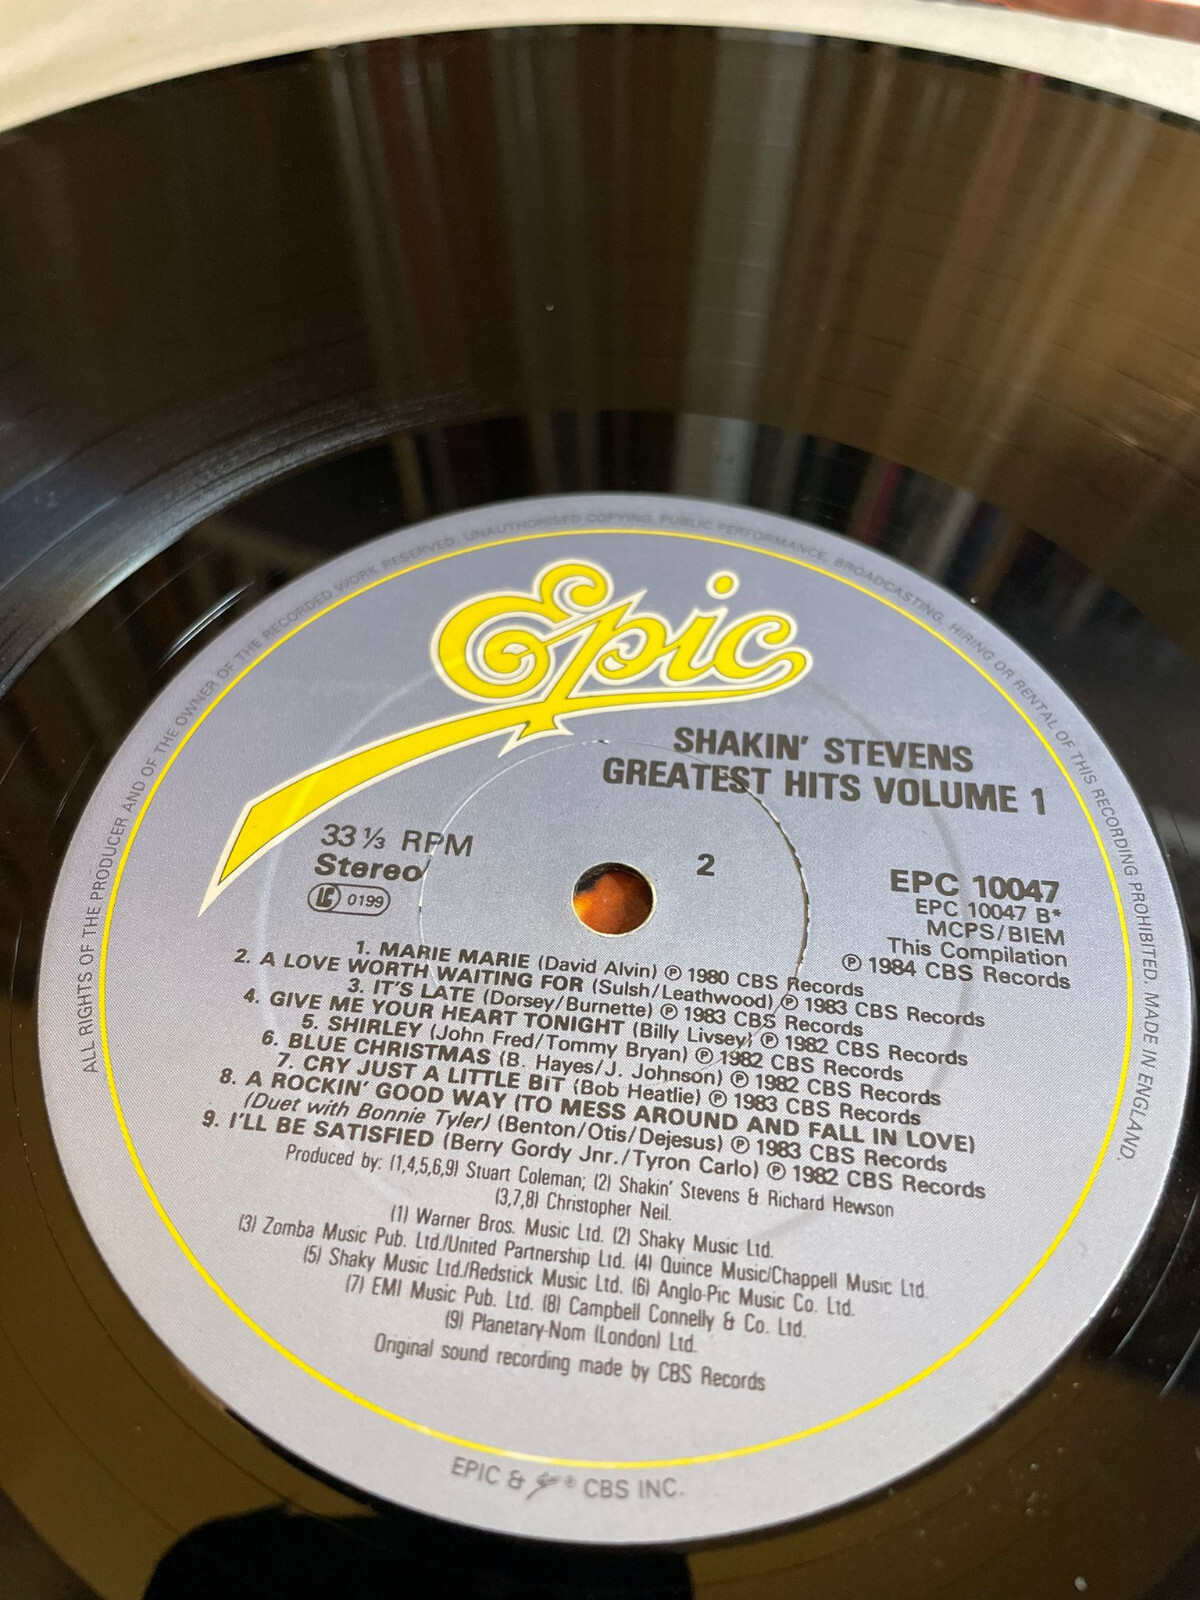 ALL RIGHTS OF THE PRODUCER AND OF THE OWNER OF THE RECORDED WORK RESERVED. UNAUTHORISED COPYING, PUBLIC PERFORMANCE, BROADCASTING, HIRING OR RENTAL OF THIS RECORDING PROHIBITED. MADE IN ENGLAND.
Epic
SHAKIN' STEVENS
GREATEST HITS VOLUME 1
33 ⅓ RPM
Stereo
LC 0199
2
EPC 10047
EPC 10047 B*
MCPS/BIEM
This Compilation
℗ 1984 CBS Records
1. MARIE MARIE (David Alvin) ℗ 1980 CBS Records
2. A LOVE WORTH WAITING FOR (Sulsh/Leathwood) ℗ 1983 CBS Records
3. IT'S LATE (Dorsey/Burnette) ℗ 1983 CBS Records
4. GIVE ME YOUR HEART TONIGHT (Billy Livsey) ℗ 1982 CBS Records
5. SHIRLEY (John Fred/Tommy Bryan) ℗ 1982 CBS Records
6. BLUE CHRISTMAS (B. Hayes/J. Johnson) ℗ 1982 CBS Records
7. CRY JUST A LITTLE BIT (Bob Heatlie) ℗ 1983 CBS Records
8. A ROCKIN' GOOD WAY (TO MESS AROUND AND FALL IN LOVE)
(Duet with Bonnie Tyler) (Benton/Otis/Dejesus) ℗ 1983 CBS Records
9. I'LL BE SATISFIED (Berry Gordy Jnr./Tyron Carlo) ℗ 1982 CBS Records
Produced by: (1,4,5,6,9) Stuart Coleman; (2) Shakin' Stevens & Richard Hewson
(3,7,8) Christopher Neil.
(1) Warner Bros. Music Ltd. (2) Shaky Music Ltd.
(3) Zomba Music Pub. Ltd./United Partnership Ltd. (4) Quince Music/Chappell Music Ltd.
(5) Shaky Music Ltd./Redstick Music Ltd. (6) Anglo-Pic Music Co. Ltd.
(7) EMI Music Pub. Ltd. (8) Campbell Connelly & Co. Ltd.
(9) Planetary-Nom (London) Ltd.
Original sound recording made by CBS Records
EPIC & Epic ® CBS INC.